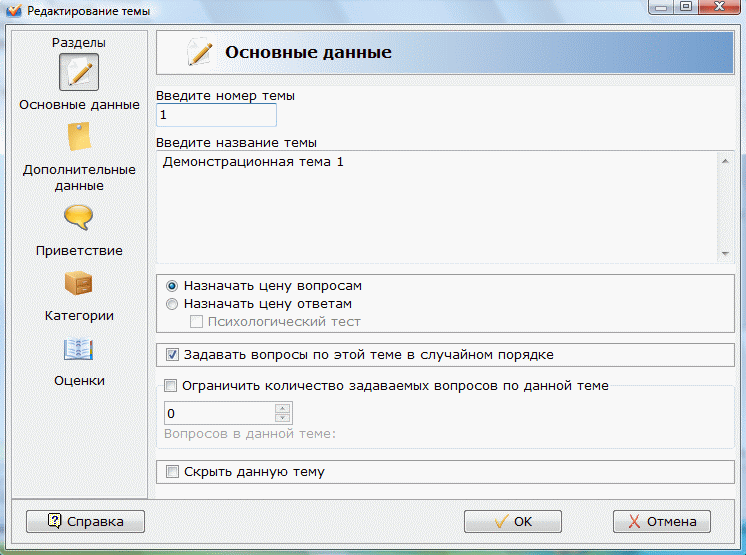 Редактирование темы
Разделы
Основные данные
Дополнительные
данные
Приветствие
Категории
Оценки
Основные данные
Введите номер темы
1
Введите название темы
Демонстрационная тема 1
Назначать цену вопросам
Назначать цену ответам
Психологический тест
Задавать вопросы по этой теме в случайном порядке
Ограничить количество задаваемых вопросов по данной теме
0
Вопросов в данной теме:
Скрыть данную тему
Справка
OK
Отмена